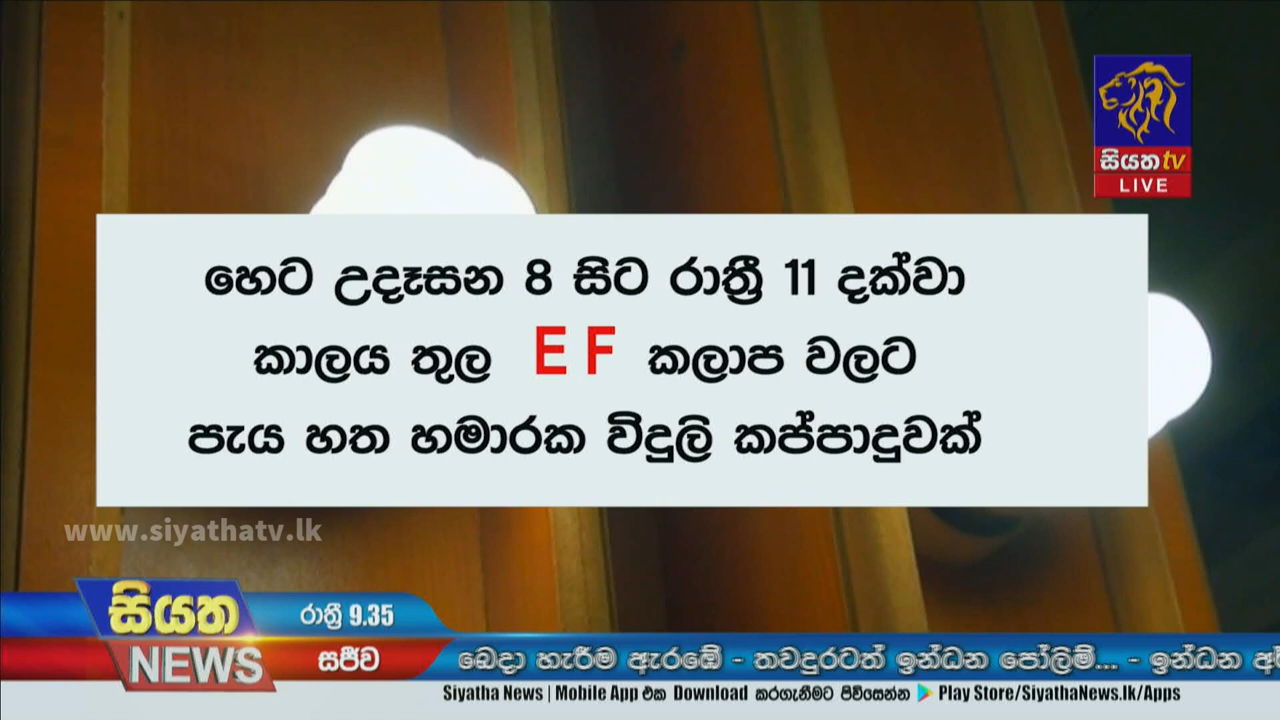 සියත tv
LIVE
හෙට උදෑසන 8 සිට රාත්‍රී 11 දක්වා
කාලය තුල E F කලාප වලට
පැය හත හමාරක විදුලි කප්පාදුවක්
www.siyathatv.lk
සියත
NEWS
රාත්‍රී 9.35
සජීව
බෙදා හැරීම ඇරඹේ - තවදුරටත් ඉන්ධන පෝලිම්... - ඉන්ධන
Siyatha News | Mobile App එක Download කරගැනීමට පිවිසෙන්න Play Store/SiyathaNews.lk/Apps